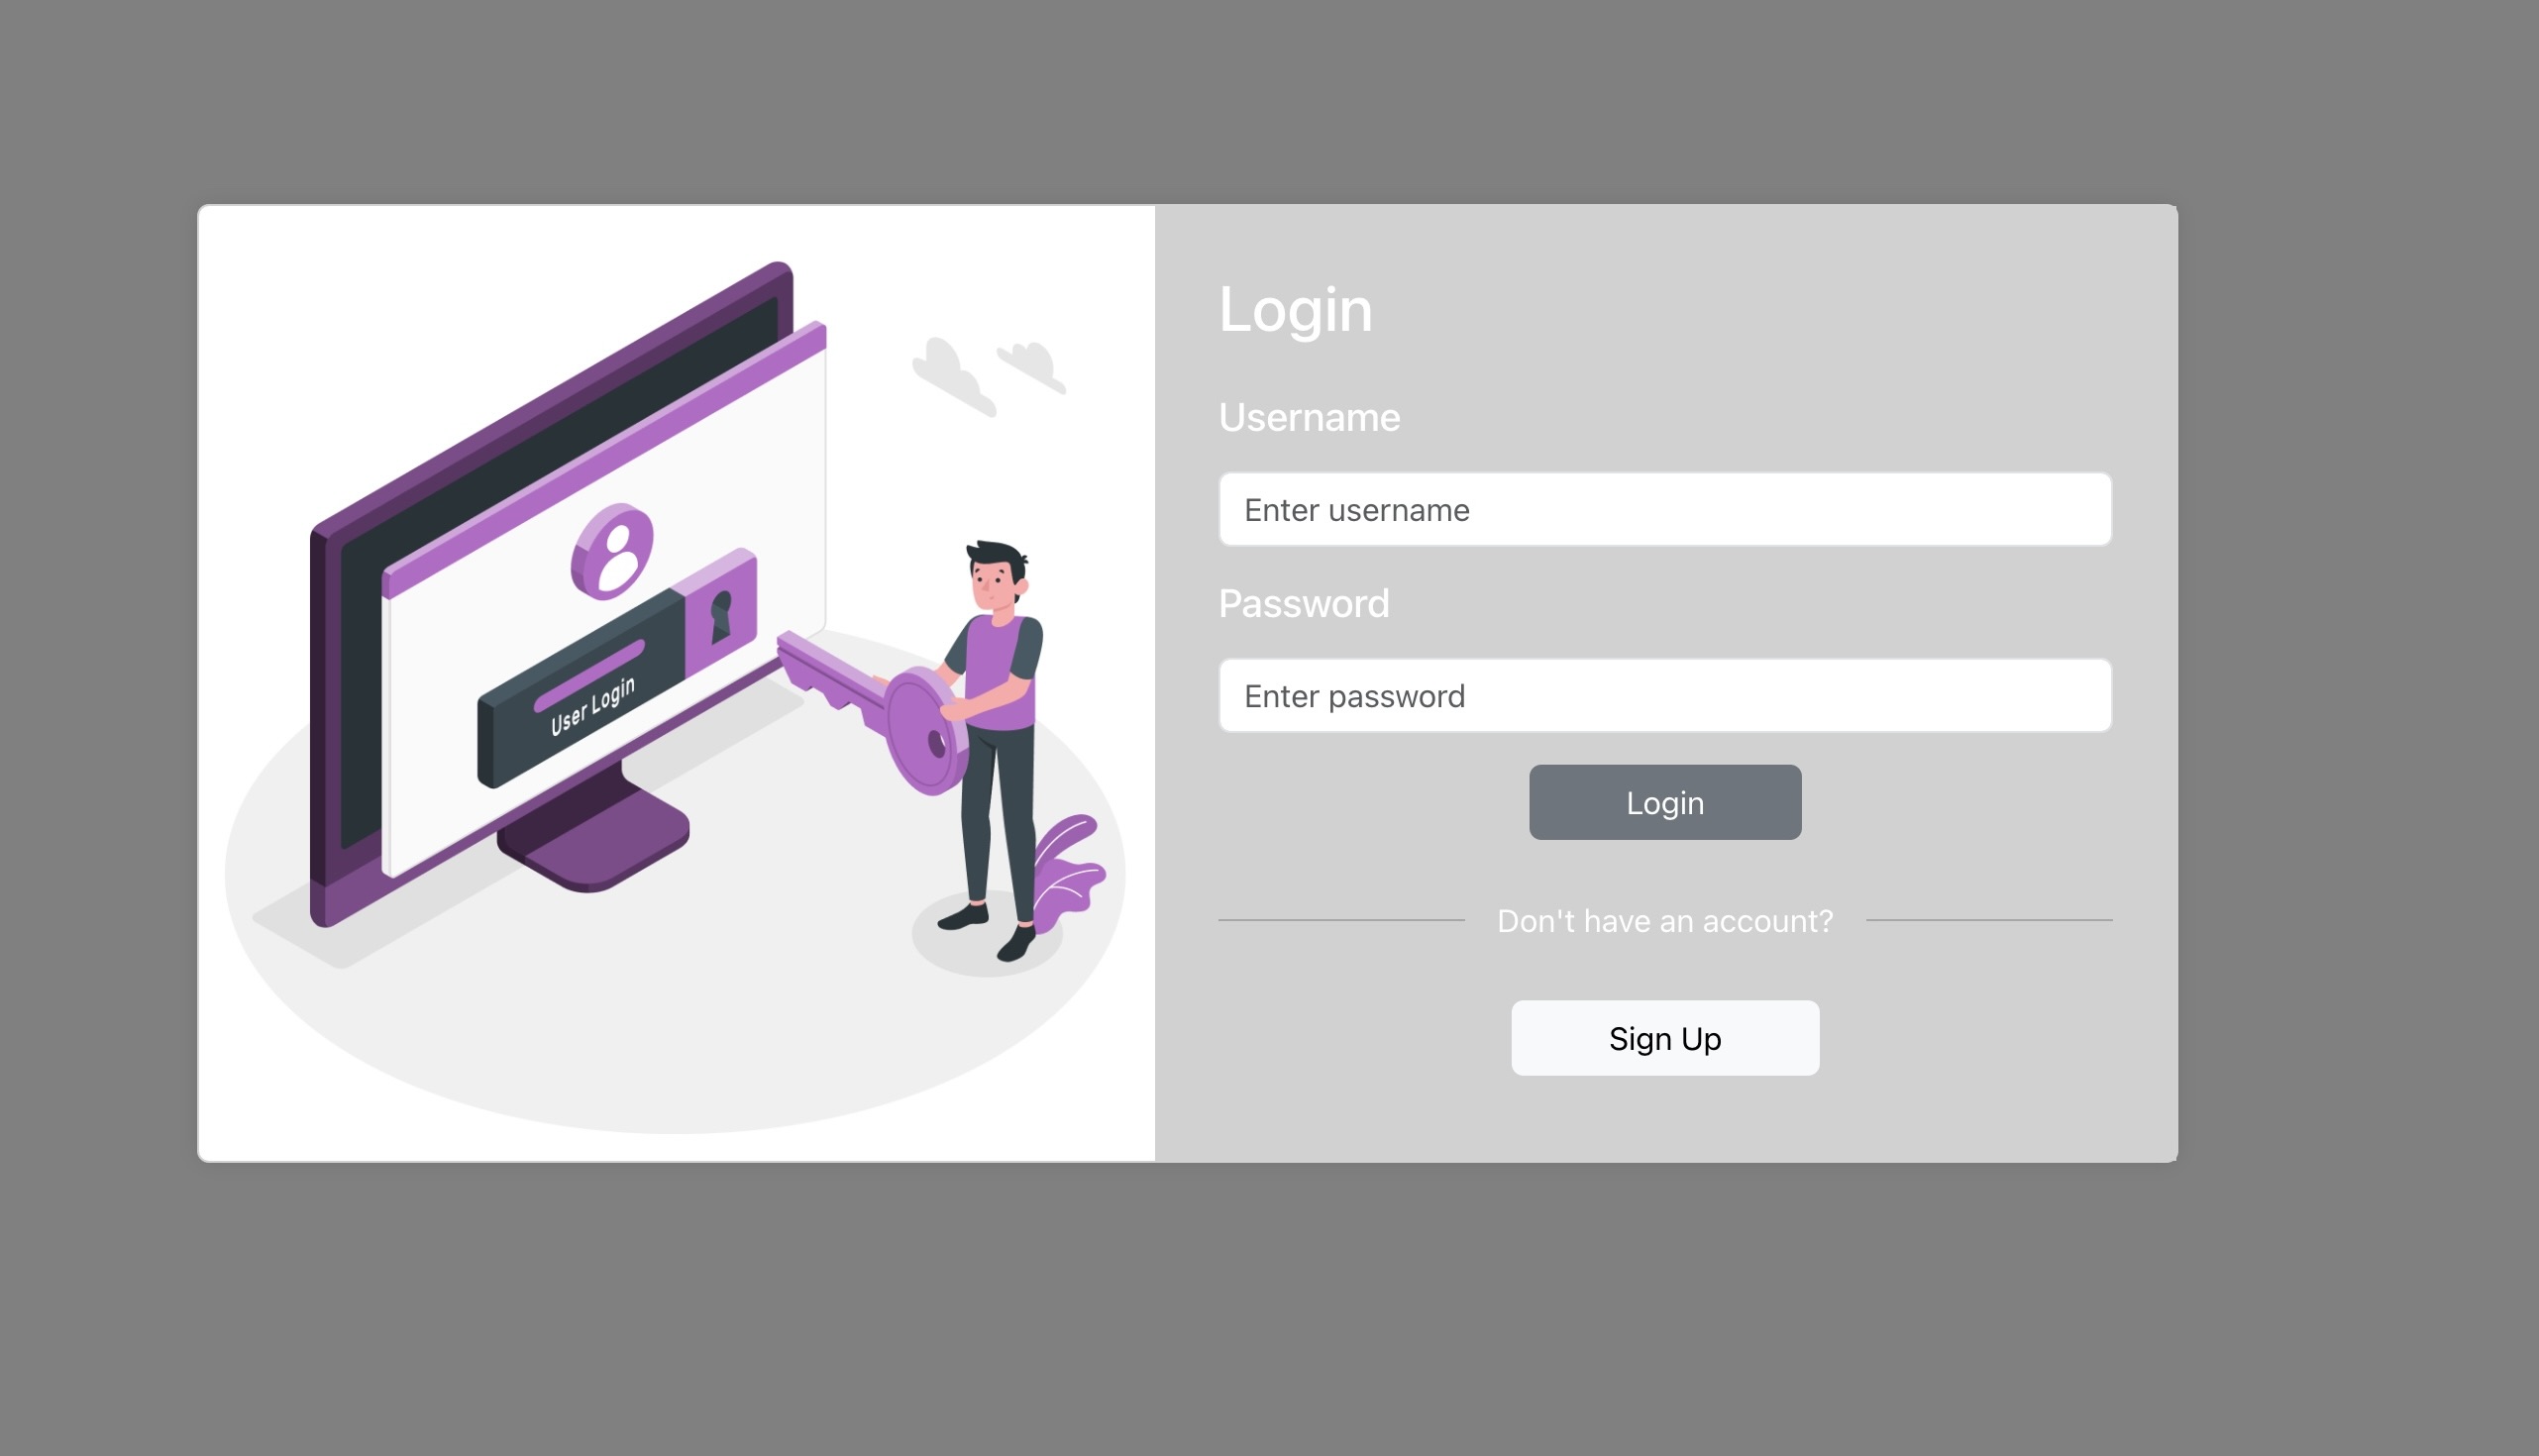 User Login
Login
Username
Enter username
Password
Enter password
Login
Don't have an account?
Sign Up